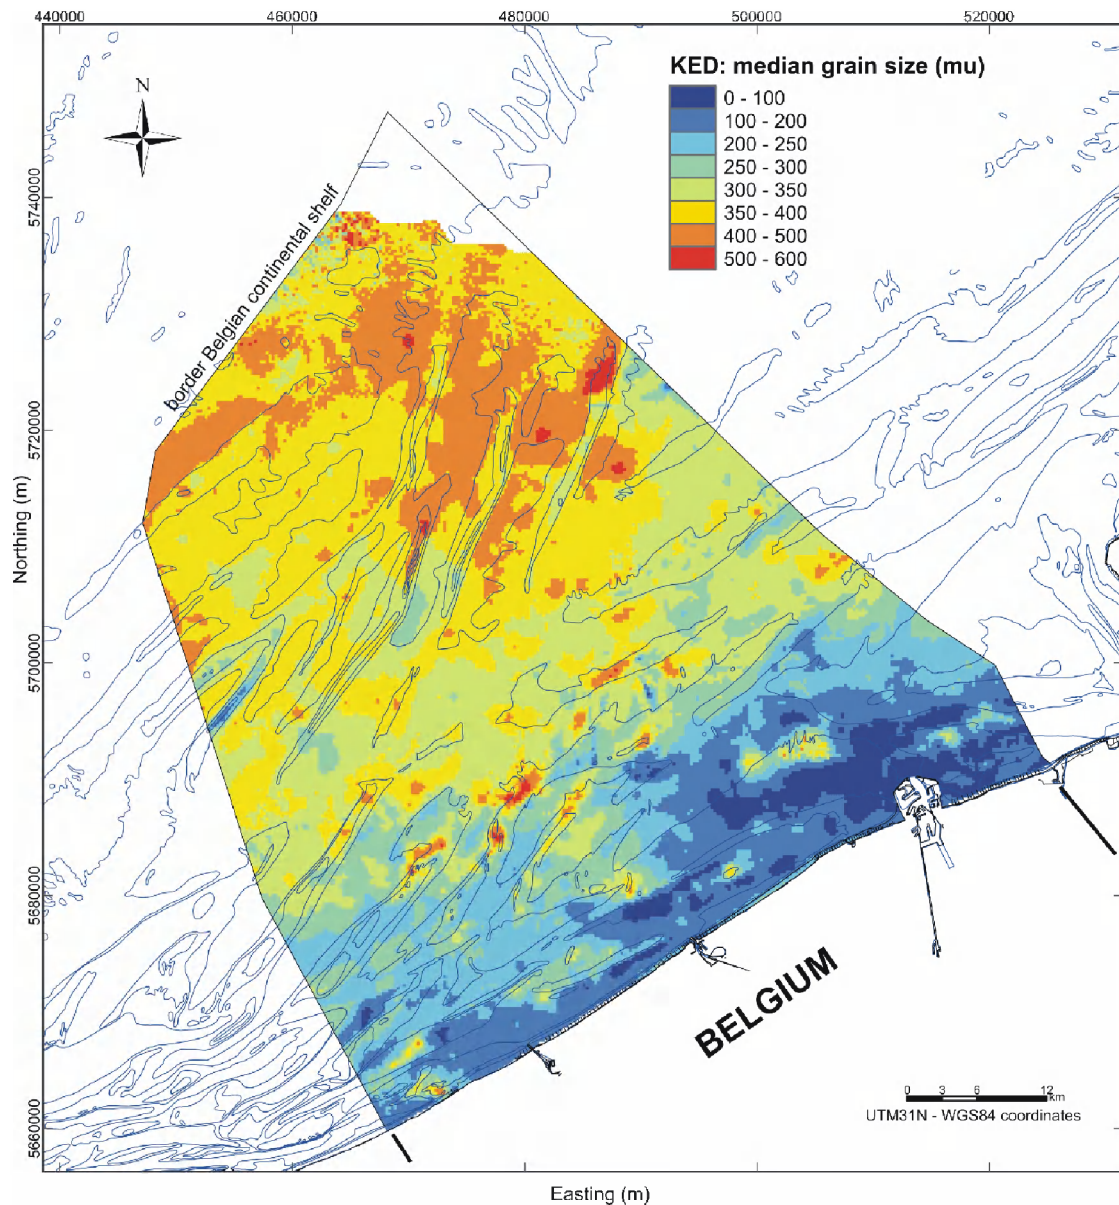 440000 460000 480000 500000 520000
KED: median grain size (mu)
0 - 100
100 - 200
200 - 250
250 - 300
300 - 350
350 - 400
400 - 500
500 - 600
N
border Belgian continental shelf
5740000
5720000
5700000
5680000
5660000
Northing (m)
BELGIUM
0 3 6 12
km
UTM31N - WGS84 coordinates
Easting (m)